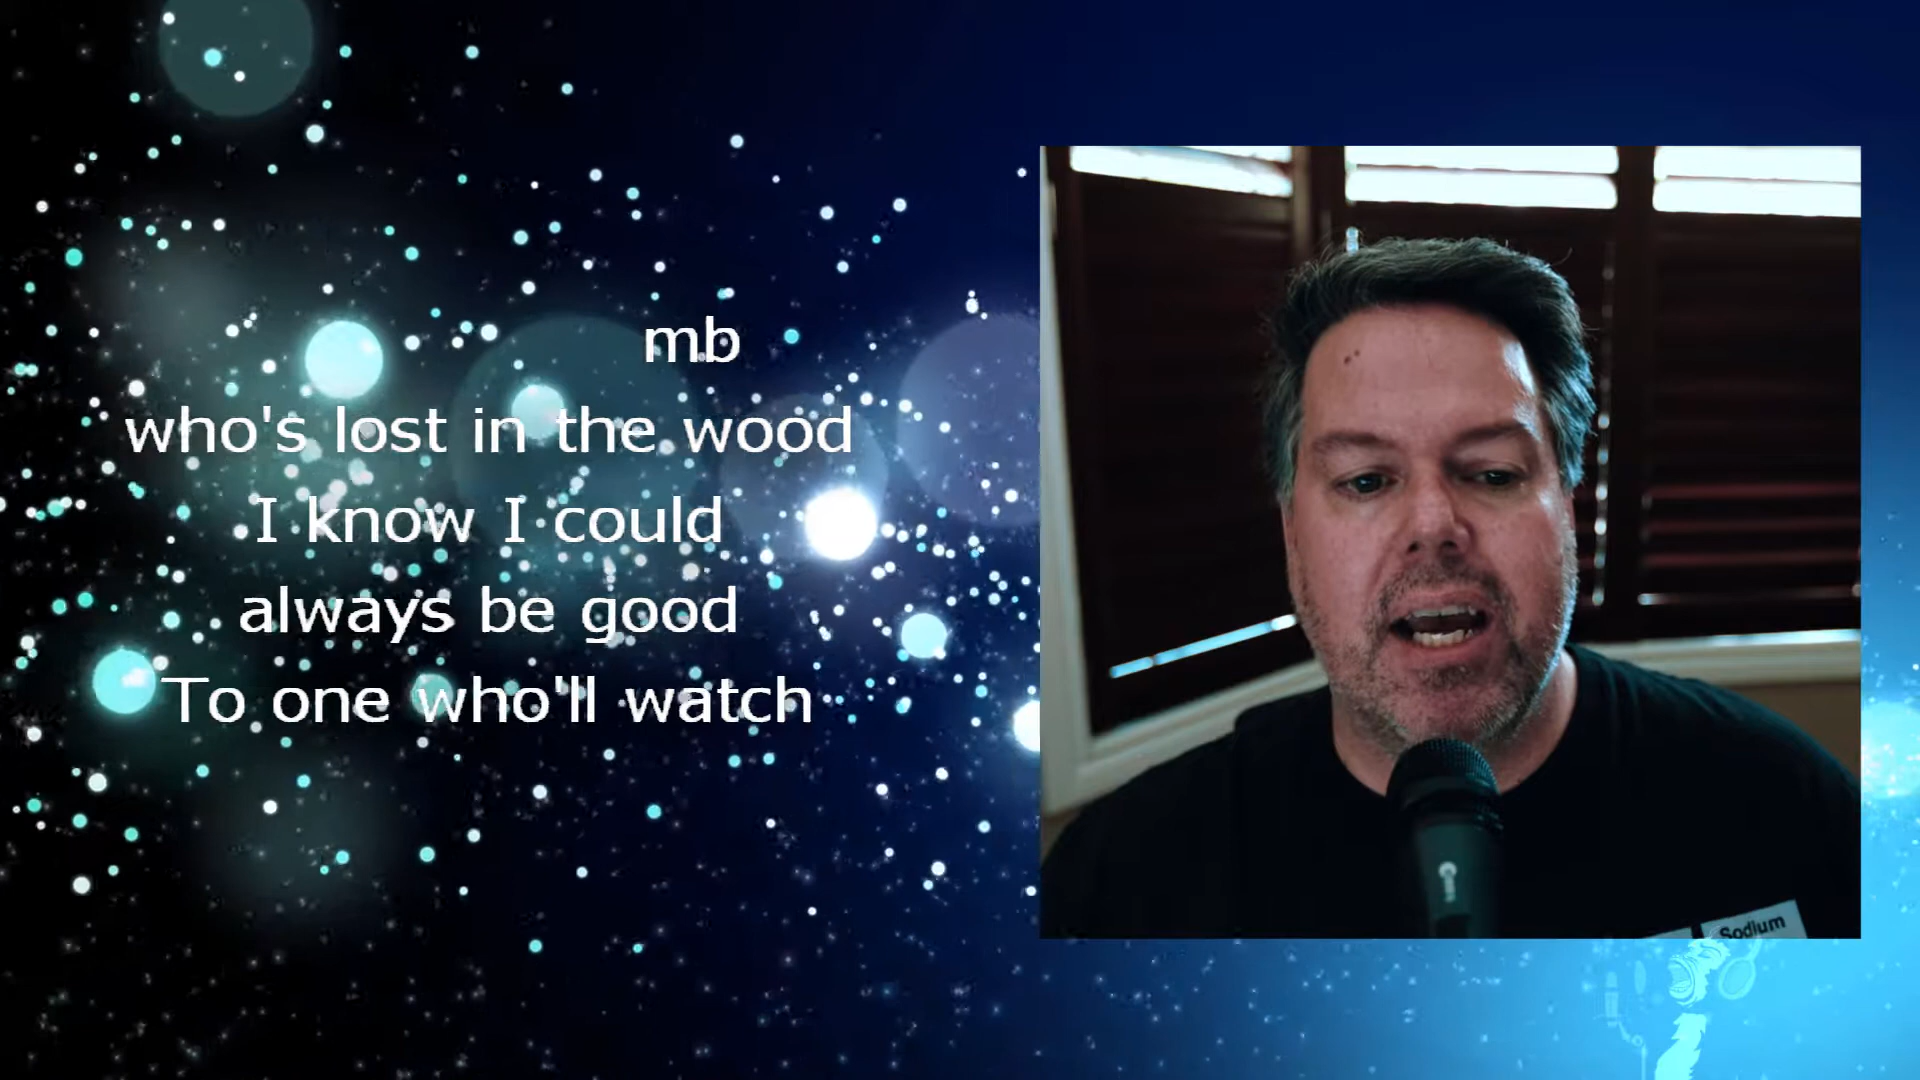 mb
who's lost in the wood
I know I could
always be good
To one who'll watch
Sodium